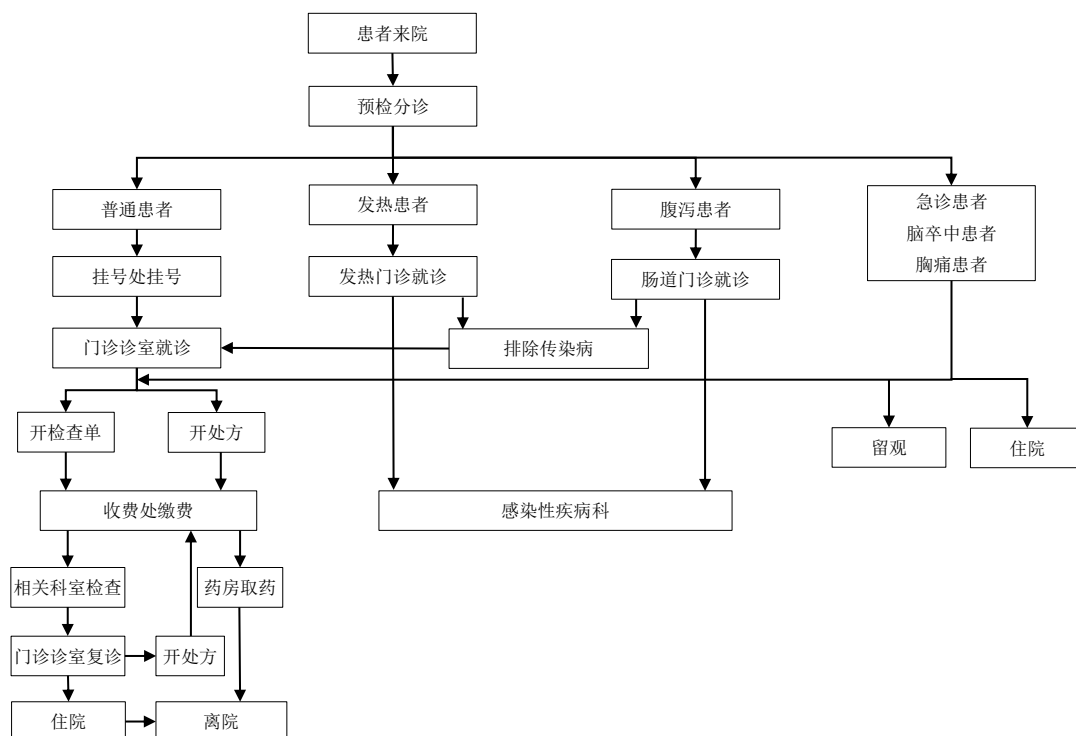 患者来院
预检分诊
普通患者
发热患者
腹泻患者
急诊患者
脑卒中患者
胸痛患者
挂号处挂号
发热门诊就诊
肠道门诊就诊
门诊诊室就诊
排除传染病
开检查单
开处方
留观
住院
收费处缴费
感染性疾病科
相关科室检查
药房取药
门诊诊室复诊
开处方
住院
离院